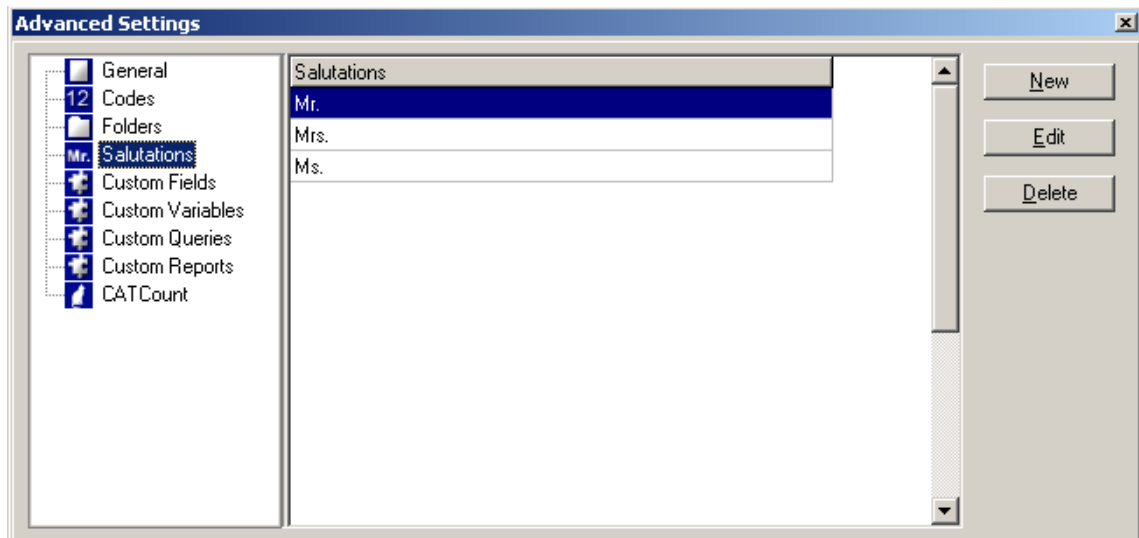 Advanced Settings
General
12 Codes
Folders
Mr. Salutations
Custom Fields
Custom Variables
Custom Queries
Custom Reports
CATCount
Salutations
Mr.
Mrs.
Ms.
New
Edit
Delete